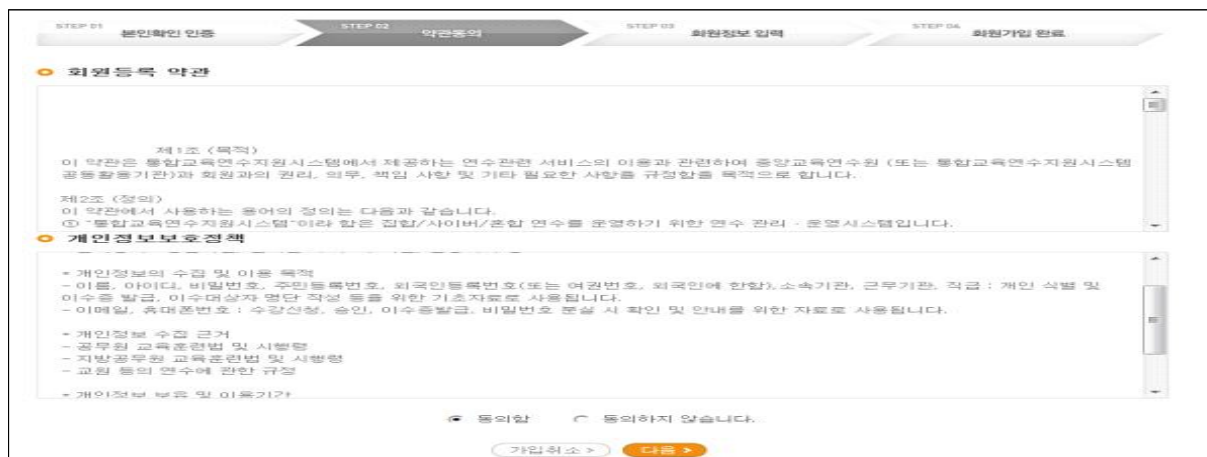 STEP 01 본인확인 인증
STEP 02 약관동의
STEP 03 회원정보 입력
STEP 04 회원가입 완료
회원등록 약관
제1조 (목적)
이 약관은 통합교육연수지원시스템에서 제공하는 연수관련 서비스의 이용과 관련하여 중앙교육연수원 (또는 통합교육연수지원시스템
공동활용기관)과 회원과의 권리, 의무, 책임 사항 및 기타 필요한 사항를 규정함를 목적으로 합니다.
제2조 (정의)
이 약관에서 사용하는 용어의 정의는 다음과 같습니다.
① "통합교육연수지원시스템"이라 함은 집합/사이버/혼합 연수를 운영하기 위한 연수 관리 · 운영시스템입니다.
개인정보보호정책
* 개인정보의 수집 및 이용 목적
- 이름, 아이디, 비밀번호, 주민등록번호, 외국인등록번호(또는 여권번호, 외국인에 한함),소속기관, 근무기관, 직급 : 개인 식별 및
이수증 발급, 이수대상자 명단 작성 등를 위한 기초자료로 사용됩니다.
- 이메일, 휴대폰번호 : 수강신청, 승인, 이수증발급, 비밀번호 분실 시 확인 및 안내를 위한 자료로 사용됩니다.
* 개인정보 수집 근거
- 공무원 교육훈련법 및 시행령
- 지방공무원 교육훈련법 및 시행령
- 교원 등의 연수에 관한 규정
* 개인정보 보유 및 이용기간
동의함 동의하지 않습니다.
가입취소 > 다음 >